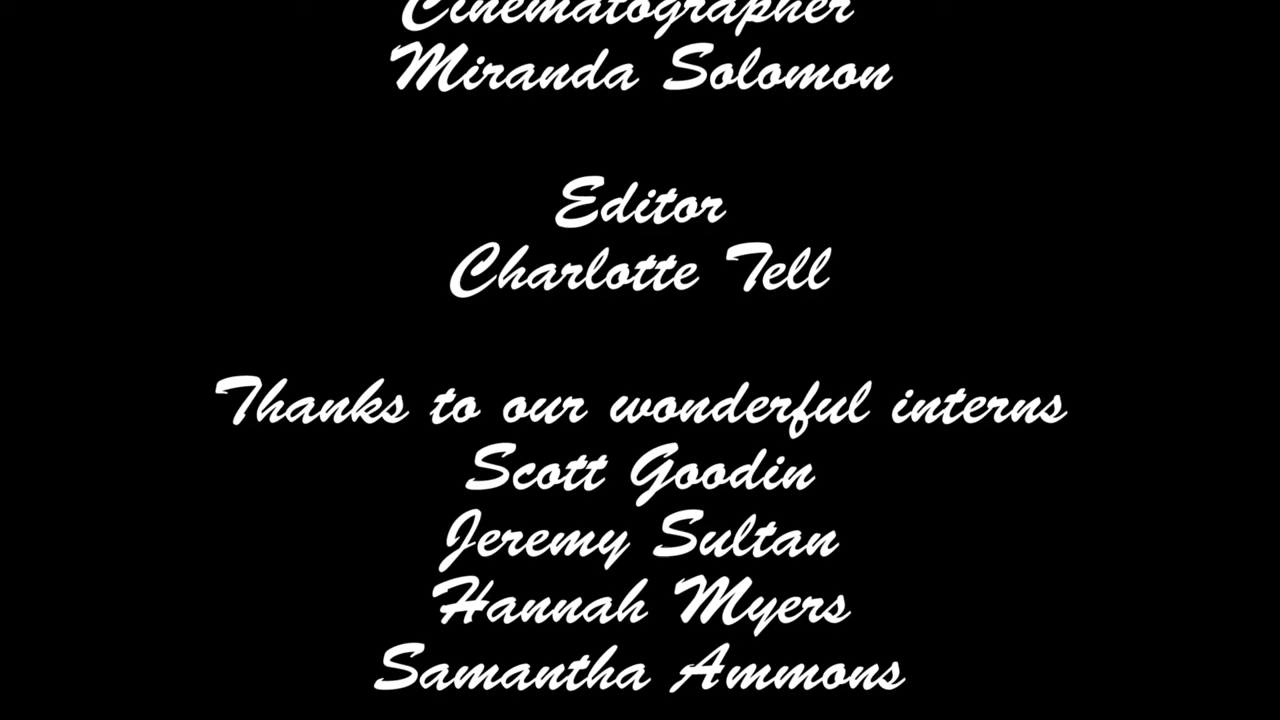 Cinematographer
Miranda Solomon
Editor
Charlotte Tell
Thanks to our wonderful interns
Scott Goodin
Jeremy Sultan
Hannah Myers
Samantha Ammons